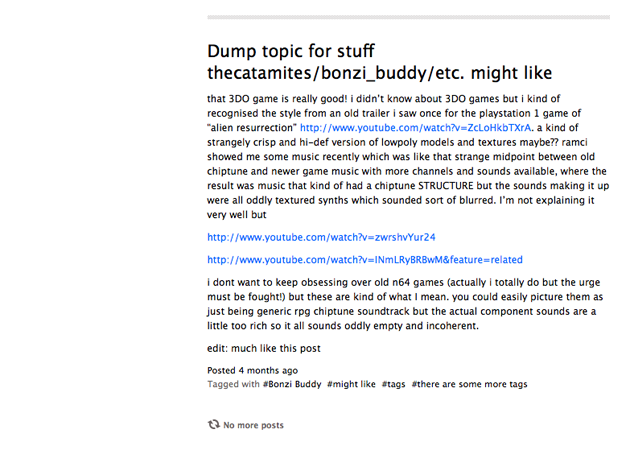 Dump topic for stuff
thecatamites/bonzi_buddy/etc. might like
that 3DO game is really good! i didn't know about 3DO games but i kind of
recognised the style from an old trailer i saw once for the playstation 1 game of
"alien resurrection" http://www.youtube.com/watch?v=ZcLoHkbTXrA. a kind of
strangely crisp and hi-def version of lowpoly models and textures maybe?? ramci
showed me some music recently which was like that strange midpoint between old
chiptune and newer game music with more channels and sounds available, where the
result was music that kind of had a chiptune STRUCTURE but the sounds making it up
were all oddly textured synths which sounded sort of blurred. I'm not explaining it
very well but
http://www.youtube.com/watch?v=zwrshvYur24
http://www.youtube.com/watch?v=INmLRyBRBwM&feature=related
i dont want to keep obsessing over old n64 games (actually i totally do but the urge
must be fought!) but these are kind of what I mean. you could easily picture them as
just being generic rpg chiptune soundtrack but the actual component sounds are a
little too rich so it all sounds oddly empty and incoherent.
edit: much like this post
Posted 4 months ago
Tagged with #Bonzi Buddy #might like #tags #there are some more tags
No more posts